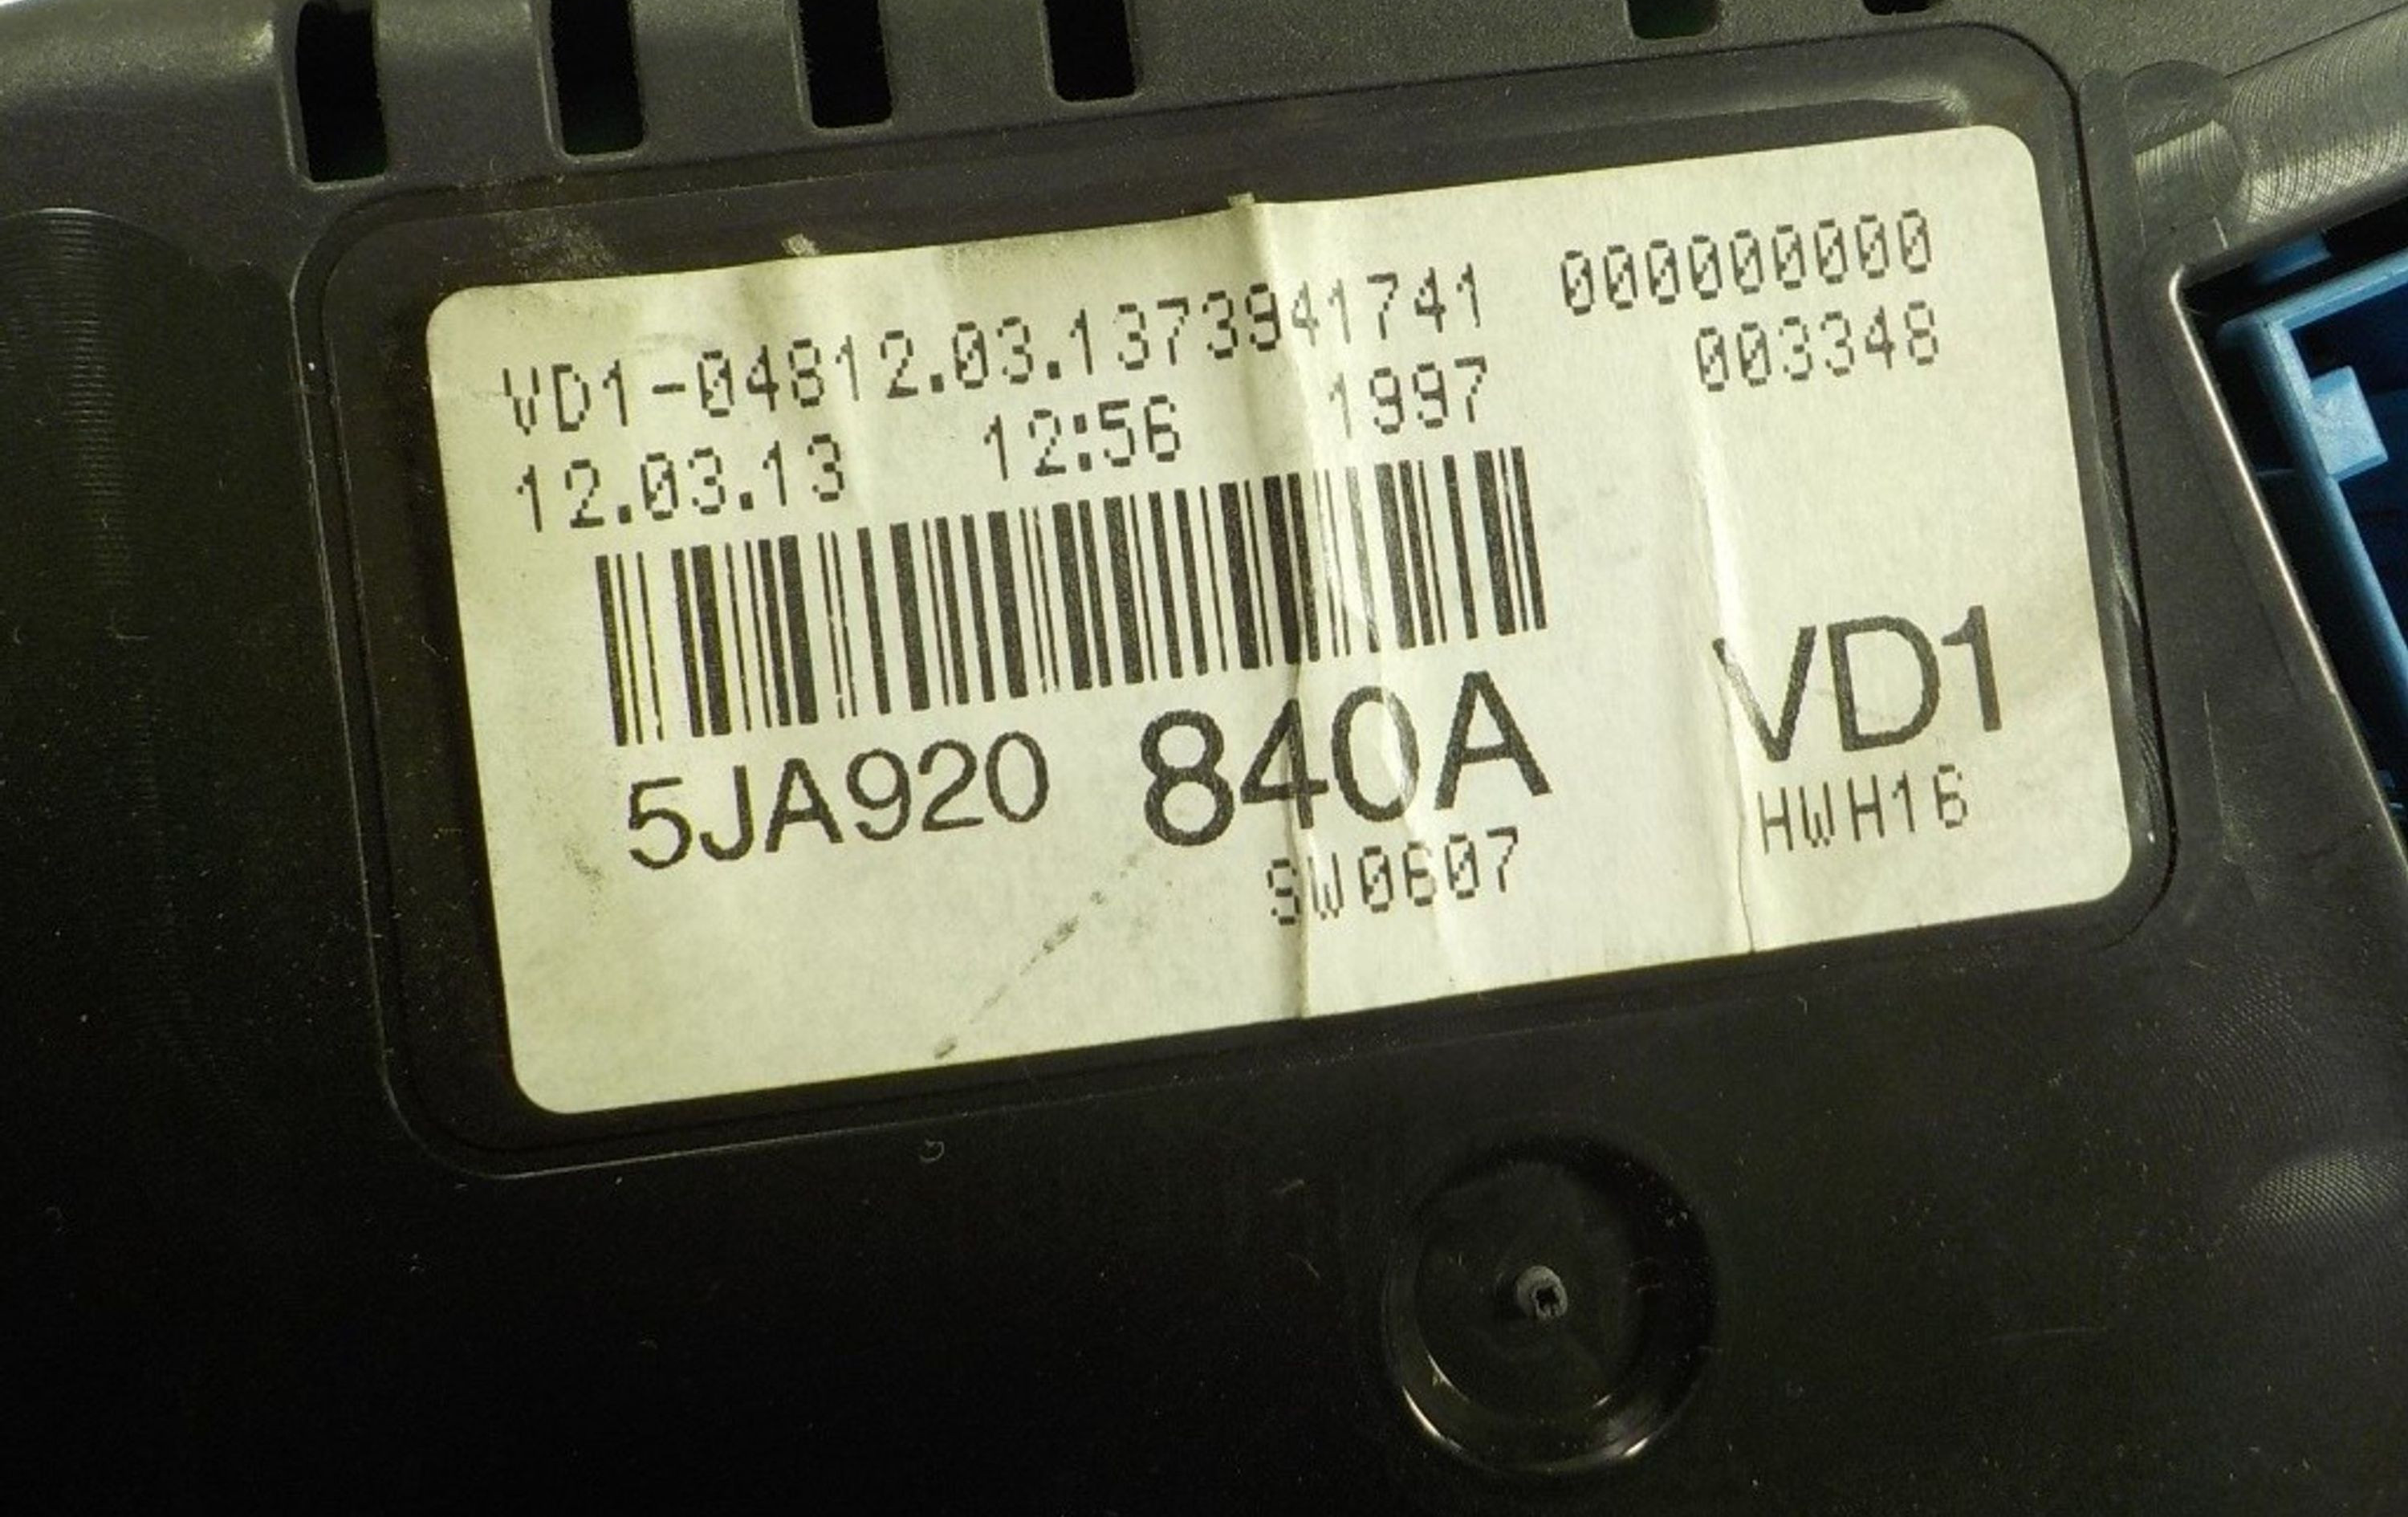 VD1-04812.03.1373941741 000000000
12.03.13 12:56 1997 003348
5JA920 840A VD1
SW0607 HWH16